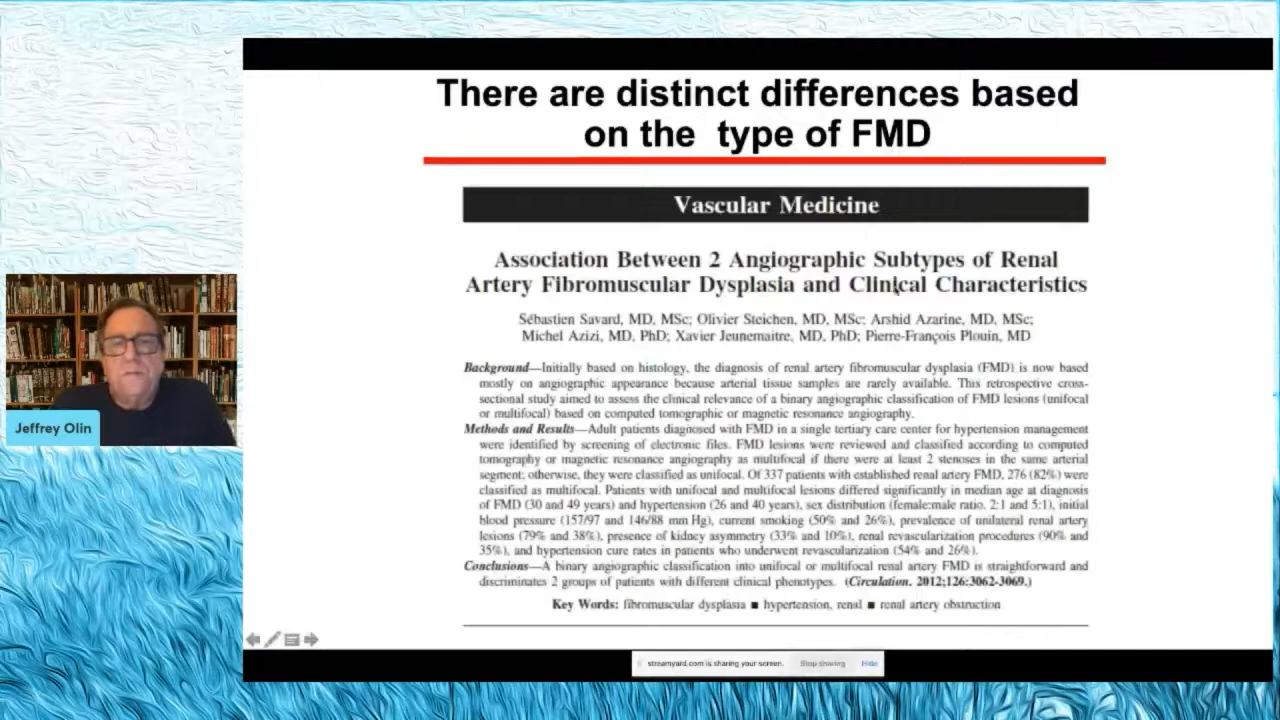 There are distinct differences based
on the type of FMD
Vascular Medicine
Association Between 2 Angiographic Subtypes of Renal
Artery Fibromuscular Dysplasia and Clinical Characteristics
Sébastien Savard, MD, MSc; Olivier Steichen, MD, MSc; Arshid Azarine, MD, MSc;
Michel Azizi, MD, PhD; Xavier Jeunemaitre, MD, PhD; Pierre-François Plouin, MD
Background—Initially based on histology, the diagnosis of renal artery fibromuscular dysplasia (FMD) is now based
mostly on angiographic appearance because arterial tissue samples are rarely available. This retrospective cross-
sectional study aimed to assess the clinical relevance of a binary angiographic classification of FMD lesions (unifocal
or multifocal) based on computed tomographic or magnetic resonance angiography.
Methods and Results—Adult patients diagnosed with FMD in a single tertiary care center for hypertension management
were identified by screening of electronic files. FMD lesions were reviewed and classified according to computed
tomography or magnetic resonance angiography as multifocal if there were at least 2 stenoses in the same arterial
segment; otherwise, they were classified as unifocal. Of 337 patients with established renal artery FMD, 276 (82%) were
classified as multifocal. Patients with unifocal and multifocal lesions differed significantly in median age at diagnosis
of FMD (30 and 49 years) and hypertension (26 and 40 years), sex distribution (female:male ratio, 2:1 and 5:1), initial
blood pressure (157/97 and 146/88 mm Hg), current smoking (50% and 26%), prevalence of unilateral renal artery
lesions (79% and 38%), presence of kidney asymmetry (33% and 10%), renal revascularization procedures (90% and
35%), and hypertension cure rates in patients who underwent revascularization (54% and 26%).
Conclusions—A binary angiographic classification into unifocal or multifocal renal artery FMD is straightforward and
discriminates 2 groups of patients with different clinical phenotypes. (Circulation. 2012;126:3062-3069.)
Key Words: fibromuscular dysplasia ■ hypertension, renal ■ renal artery obstruction
Jeffrey Olin
streamyard.com is sharing your screen. Stop sharing Hide